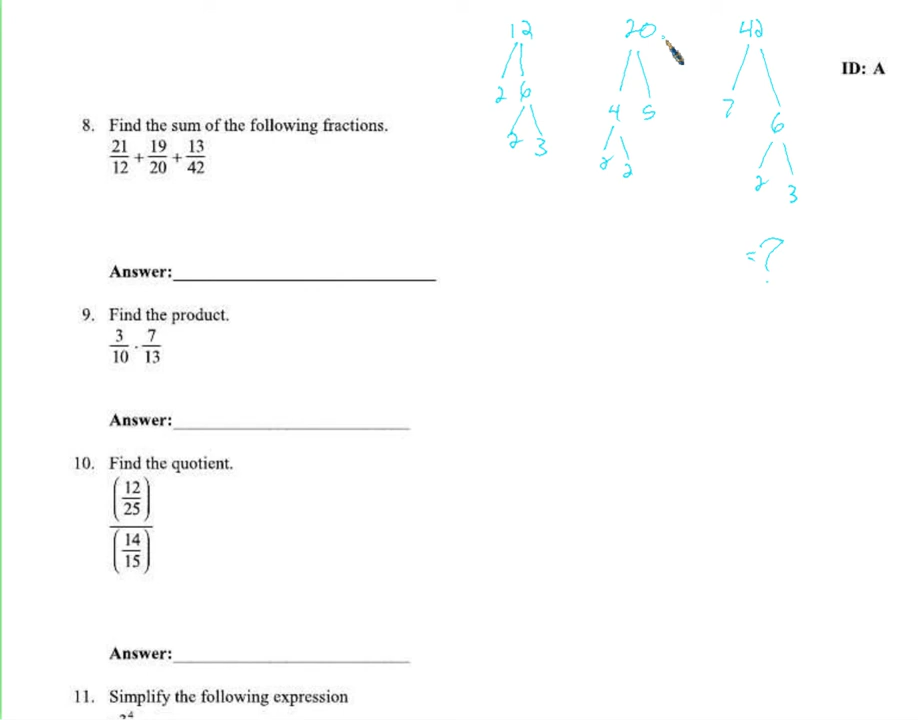 12 20 42
ID: A
2 6 4 5 7 6
8. Find the sum of the following fractions.
21/12 + 19/20 + 13/42
2 3 2 2 2 3
= ?
Answer:
9. Find the product.
3/10 · 7/13
Answer:
10. Find the quotient.
(12/25)
(14/15)
Answer:
11. Simplify the following expression